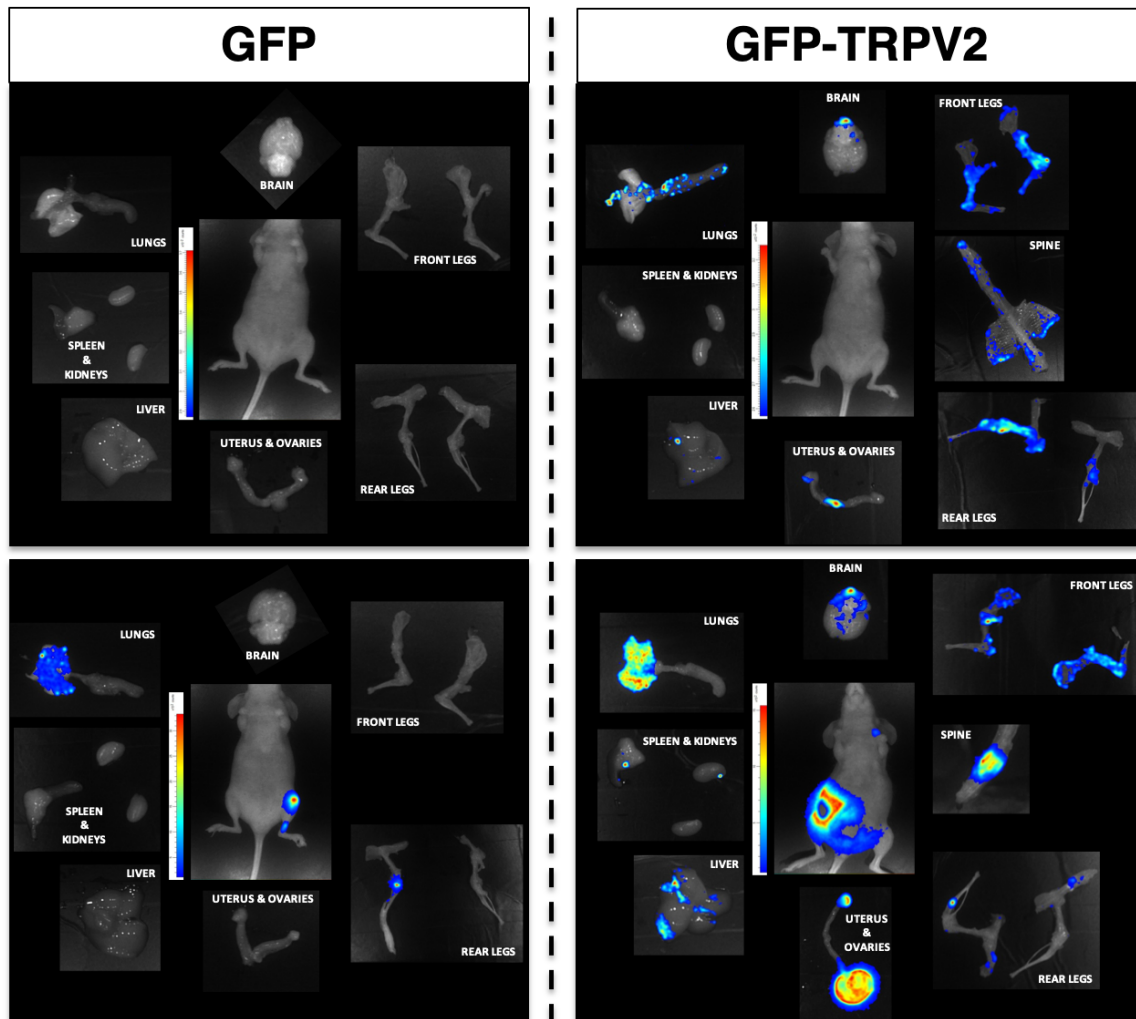 GFP
GFP-TRPV2
BRAIN
LUNGS
FRONT LEGS
SPLEEN
&
KIDNEYS
LIVER
UTERUS & OVARIES
REAR LEGS
BRAIN
FRONT LEGS
LUNGS
SPINE
SPLEEN & KIDNEYS
LIVER
UTERUS & OVARIES
REAR LEGS
LUNGS
BRAIN
FRONT LEGS
SPLEEN
&
KIDNEYS
LIVER
UTERUS & OVARIES
REAR LEGS
BRAIN
FRONT LEGS
LUNGS
SPLEEN & KIDNEYS
SPINE
LIVER
UTERUS
&
OVARIES
REAR LEGS